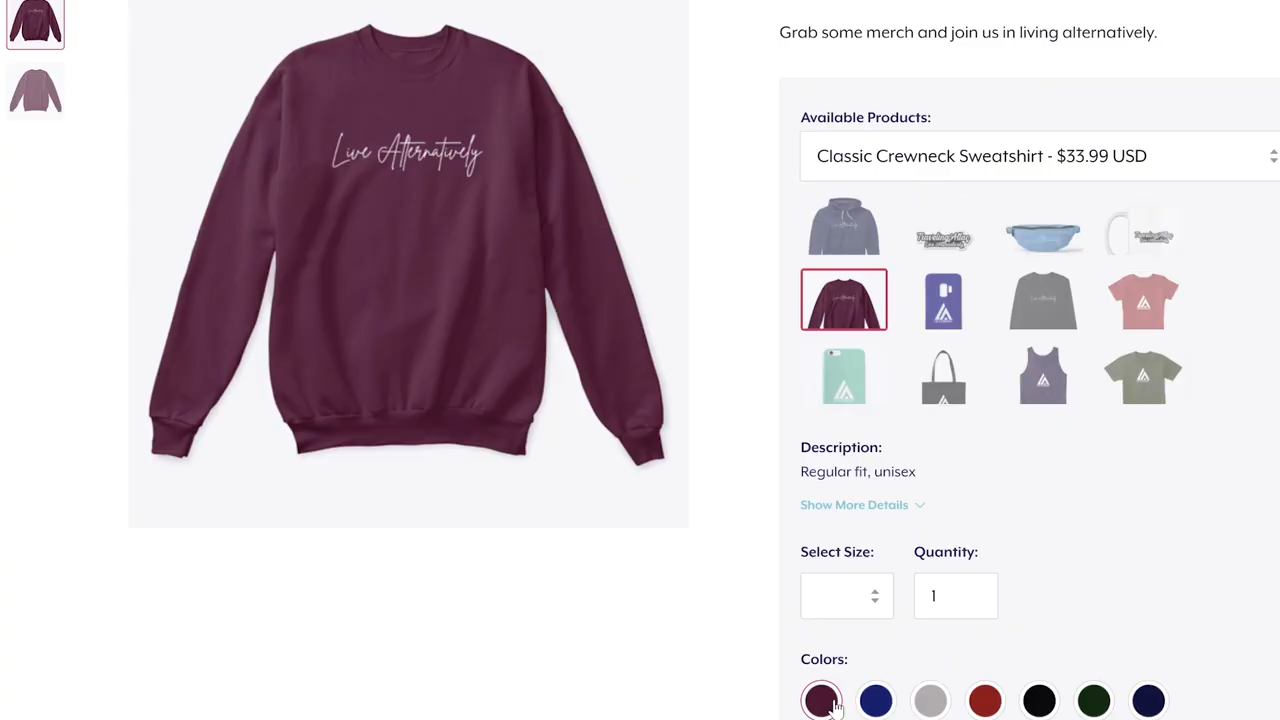 Grab some merch and join us in living alternatively.
Live Alternatively
Available Products:
Classic Crewneck Sweatshirt - $33.99 USD
Description:
Regular fit, unisex
Show More Details
Select Size:
Quantity:
1
Colors: